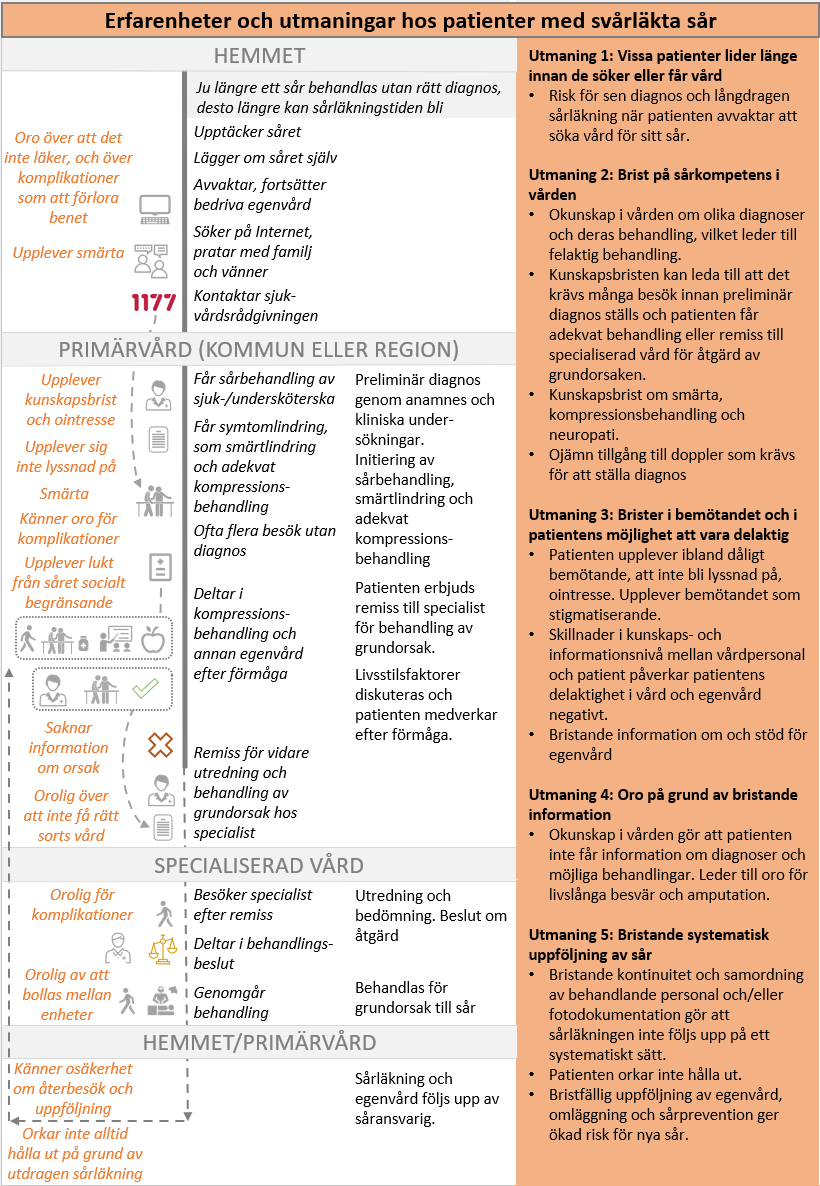 Erfarenheter och utmaningar hos patienter med svårläkta sår
HEMMET
Ju längre ett sår behandlas utan rätt diagnos,
desto längre kan sårläkningstiden bli
Oro över att det
inte läker, och över
komplikationer
som att förlora
benet
Upplever smärta
Upptäcker såret
Lägger om såret själv
Avvaktar, fortsätter
bedriva egenvård
Söker på Internet,
pratar med familj
och vänner
1177
Kontaktar sjuk-
vårdsrådgivningen
PRIMÄRVÅRD (KOMMUN ELLER REGION)
Upplever
kunskapsbrist
och ointresse
Upplever sig
inte lyssnad på
Smärta
Känner oro för
komplikationer
Upplever lukt
från såret socialt
begränsande
Saknar
information
om orsak
Orolig över
att inte få rätt
sorts vård
Får sårbehandling av
sjuk-/undersköterska
Får symtomlindring,
som smärtlindring
och adekvat
kompressions-
behandling
Ofta flera besök utan
diagnos
Deltar i
kompressions-
behandling och
annan egenvård
efter förmåga
Remiss för vidare
utredning och
behandling av
grundorsak hos
specialist
Preliminär diagnos
genom anamnes och
kliniska under-
sökningar.
Initiering av
sårbehandling,
smärtlindring och
adekvat
kompressions-
behandling
Patienten erbjuds
remiss till specialist
för behandling av
grundorsak.
Livsstilsfaktorer
diskuteras och
patienten medverkar
efter förmåga.
SPECIALISERAD VÅRD
Orolig för
komplikationer
Orolig av att
bollas mellan
enheter
Besöker specialist
efter remiss
Deltar i behandlings-
beslut
Genomgår
behandling
Utredning och
bedömning. Beslut om
åtgärd
Behandlas för
grundorsak till sår
HEMMET/PRIMÄRVÅRD
Känner osäkerhet
om återbesök och
uppföljning
Orkar inte alltid
hålla ut på grund av
utdragen sårläkning
Sårläkning och
egenvård följs upp av
såransvarig.
Utmaning 1: Vissa patienter lider länge
innan de söker eller får vård
• Risk för sen diagnos och långdragen
sårläkning när patienten avvaktar att
söka vård för sitt sår.
Utmaning 2: Brist på sårkompetens i
vården
• Okunskap i vården om olika diagnoser
och deras behandling, vilket leder till
felaktig behandling.
• Kunskapsbristen kan leda till att det
krävs många besök innan preliminär
diagnos ställs och patienten får
adekvat behandling eller remiss till
specialiserad vård för åtgärd av
grundorsaken.
• Kunskapsbrist om smärta,
kompressionsbehandling och
neuropati.
• Ojämn tillgång till doppler som krävs
för att ställa diagnos
Utmaning 3: Brister i bemötandet och i
patientens möjlighet att vara delaktig
• Patienten upplever ibland dåligt
bemötande, att inte bli lyssnad på,
ointresse. Upplever bemötandet som
stigmatiserande.
• Skillnader i kunskaps- och
informationsnivå mellan vårdpersonal
och patient påverkar patientens
delaktighet i vård och egenvård
negativt.
• Bristande information om och stöd för
egenvård
Utmaning 4: Oro på grund av bristande
information
• Okunskap i vården gör att patienten
inte får information om diagnoser och
möjliga behandlingar. Leder till oro för
livslånga besvär och amputation.
Utmaning 5: Bristande systematisk
uppföljning av sår
• Bristande kontinuitet och samordning
av behandlande personal och/eller
fotodokumentation gör att
sårläkningen inte följs upp på ett
systematiskt sätt.
• Patienten orkar inte hålla ut.
• Bristfällig uppföljning av egenvård,
omläggning och sårprevention ger
ökad risk för nya sår.